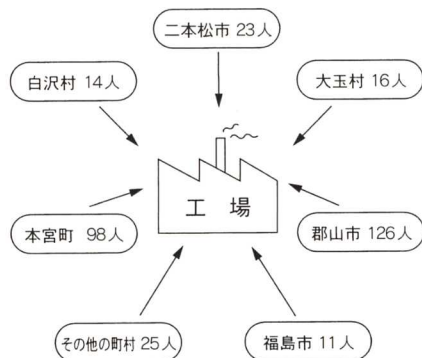 二本松市 23人
白沢村 14人
大玉村 16人
工場
本宮町 98人
郡山市 126人
その他の町村 25人
福島市 11人